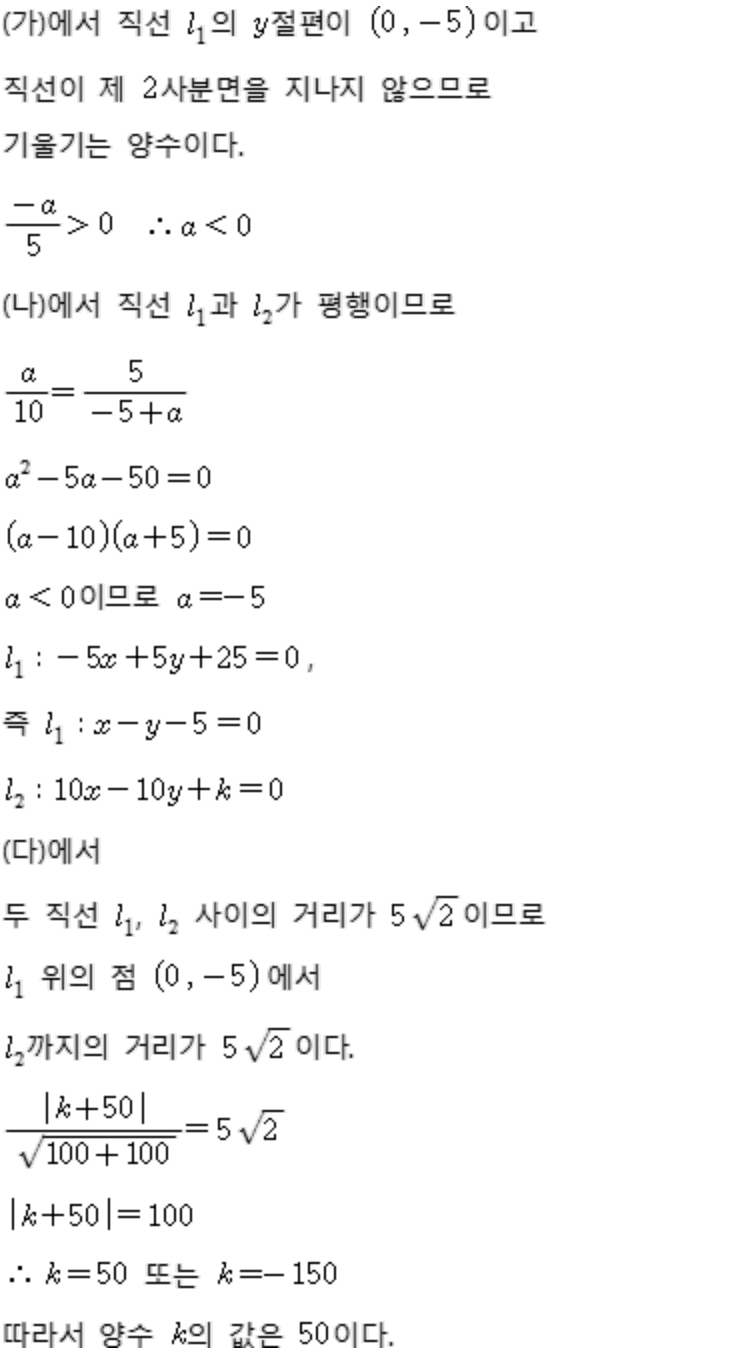 (가)에서 직선 l₁의 y절편이 (0, −5)이고
직선이 제 2사분면을 지나지 않으므로
기울기는 양수이다.
−a/5 > 0 ∴ a < 0
(나)에서 직선 l₁과 l₂가 평행이므로
a/10 = 5/(−5+a)
a² − 5a − 50 = 0
(a − 10)(a + 5) = 0
a < 0이므로 a = −5
l₁ : −5x + 5y + 25 = 0,
즉 l₁ : x − y − 5 = 0
l₂ : 10x − 10y + k = 0
(다)에서
두 직선 l₁, l₂ 사이의 거리가 5√2이므로
l₁ 위의 점 (0, −5)에서
l₂까지의 거리가 5√2이다.
|k+50|/√(100+100) = 5√2
|k+50| = 100
∴ k = 50 또는 k = −150
따라서 양수 k의 값은 50이다.